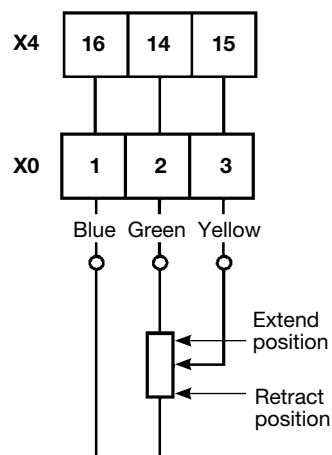 X4 16 14 15
X0 1 2 3
Blue Green Yellow
Extend
position
Retract
position